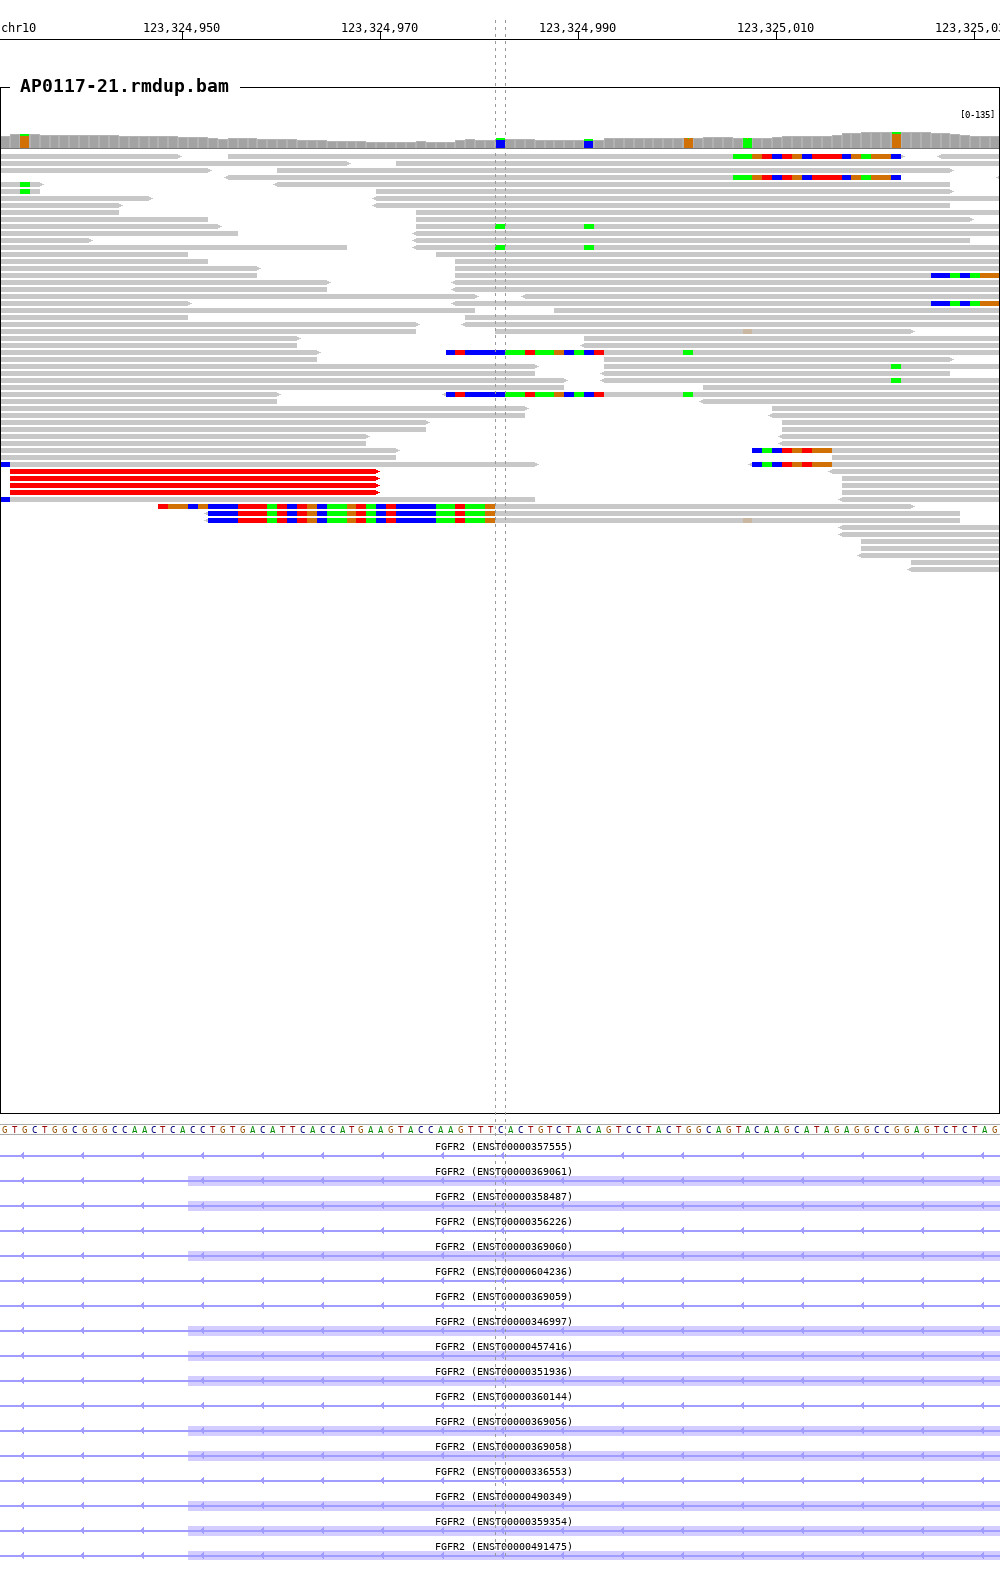 chr10 123,324,950 123,324,970 123,324,990 123,325,010 123,325,03
AP0117-21.rmdup.bam
[0-135]
GTGCTGGCGGGCCAACTCACCTGTGACATTCACCATGAAGTACCAAGTTTCACTGTCTACAGTCCTACTGGCAGTACAAGCATAGAGGCCGGAGTCTCTAG
FGFR2 (ENST00000357555)
FGFR2 (ENST00000369061)
FGFR2 (ENST00000358487)
FGFR2 (ENST00000356226)
FGFR2 (ENST00000369060)
FGFR2 (ENST00000604236)
FGFR2 (ENST00000369059)
FGFR2 (ENST00000346997)
FGFR2 (ENST00000457416)
FGFR2 (ENST00000351936)
FGFR2 (ENST00000360144)
FGFR2 (ENST00000369056)
FGFR2 (ENST00000369058)
FGFR2 (ENST00000336553)
FGFR2 (ENST00000490349)
FGFR2 (ENST00000359354)
FGFR2 (ENST00000491475)